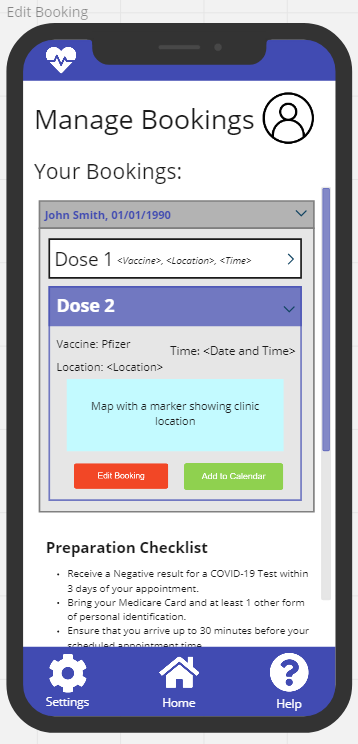 Edit Booking
Manage Bookings
Your Bookings:
John Smith, 01/01/1990
Dose 1 <Vaccine>, <Location>, <Time>
Dose 2
Vaccine: Pfizer
Time: <Date and Time>
Location: <Location>
Map with a marker showing clinic
location
Edit Booking
Add to Calendar
Preparation Checklist
• Receive a Negative result for a COVID-19 Test within
3 days of your appointment.
• Bring your Medicare Card and at least 1 other form
of personal identification.
• Ensure that you arrive up to 30 minutes before your
scheduled appointment time
Settings
Home
Help